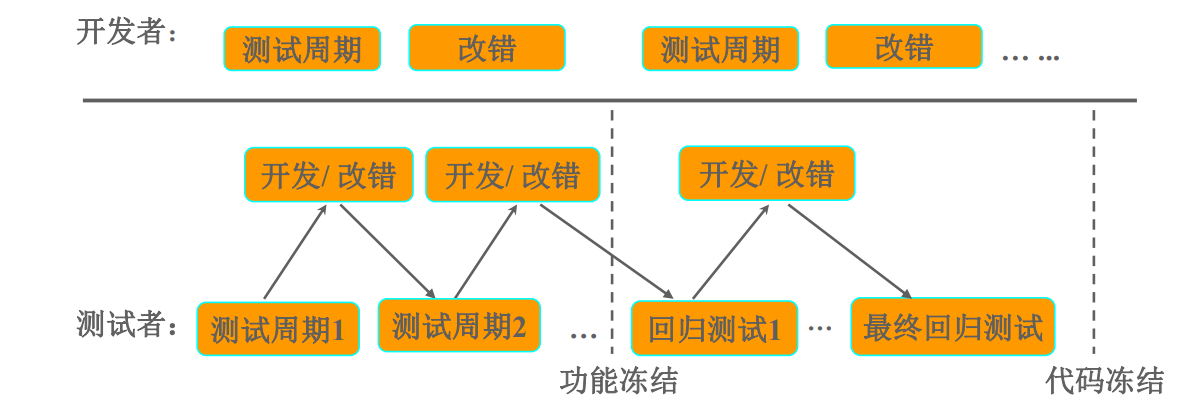 开发者： 测试周期 改错 测试周期 改错 … ...
开发/ 改错 开发/ 改错 开发/ 改错
测试者： 测试周期1 测试周期2 … 回归测试1 … 最终回归测试
功能冻结 代码冻结